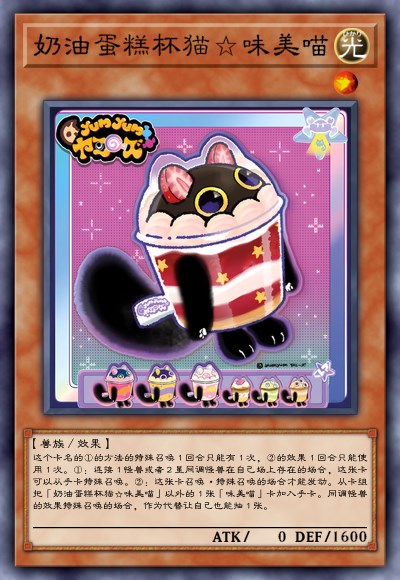 奶油蛋糕杯猫☆味美喵
光
ひかり
YUM YUM
【兽族／效果】
这个卡名的①的方法的特殊召唤1回合只能有1次，②的效果1回合只能使
用1次。①：连接1怪兽或者2星同调怪兽在自己场上存在的场合，这张卡
可以从手卡特殊召唤。②：这张卡召唤·特殊召唤的场合才能发动。从卡组
把「奶油蛋糕杯猫☆味美喵」以外的1张「味美喵」卡加入手卡。同调怪兽
的效果特殊召唤的场合，作为代替让自己也能抽1张。
ATK/ 0 DEF/1600